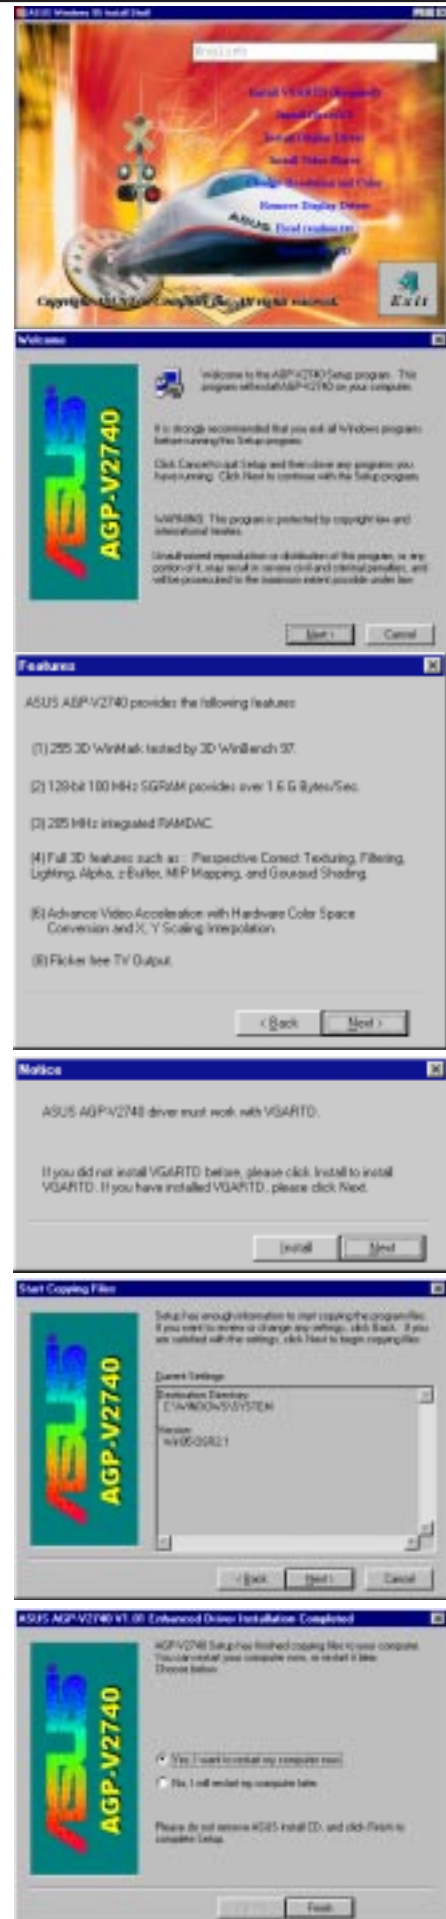 ASUS Windows 95 Install Shell
English
Install VGARTD (Required)
Install DirectX5
Install Display Driver
Install Video Player
Change Resolution and Color
Remove Display Driver
ASUS
Read readme.txt
Exit
Copyright ASUSTeK Computer Inc. All rights reserved.
Welcome
ASUS
AGP-V2740
Welcome to the AGP-V2740 Setup program. This
program will install AGP-V2740 on your computer.
It is strongly recommended that you exit all Windows programs
before running this Setup program.
Click Cancel to quit Setup and then close any programs you
have running. Click Next to continue with the Setup program.
WARNING: This program is protected by copyright law and
international treaties.
Unauthorized reproduction or distribution of this program, or any
portion of it, may result in severe civil and criminal penalties, and
will be prosecuted to the maximum extent possible under law.
Next >
Cancel
Features
ASUS AGP-V2740 provides the following features
(1) 255 3D WinMark tested by 3D WinBench 97.
(2) 128-bit 100 MHz SGRAM provides over 1.6 G Bytes/Sec.
(3) 205 MHz integrated RAMDAC.
(4) Full 3D features such as : Perspective Correct Texturing, Filtering,
Lighting, Alpha, z-Buffer, MIP Mapping, and Gouraud Shading.
(6) Advance Video Acceleration with Hardware Color Space
Conversion and X, Y Scaling Interpolation.
(8) Flicker free TV Output.
< Back
Next >
Notice
ASUS AGP-V2740 driver must work with VGARTD.
If you did not install VGARTD before, please click Install to install
VGARTD. If you have installed VGARTD, please click Next.
Install
Next
Start Copying Files
ASUS
AGP-V2740
Setup has enough information to start copying the program files.
If you want to review or change any settings, click Back. If you
are satisfied with the settings, click Next to begin copying files.
Current Settings:
Destination Directory:
C:\WINDOWS\SYSTEM
Version:
Win95 OSR2.1
< Back
Next >
Cancel
ASUS AGP-V2740 V1.01 Enhanced Driver Installation Completed
ASUS
AGP-V2740
AGP-V2740 Setup has finished copying files to your computer.
You can restart your computer now, or restart it later.
Choose below.
Yes, I want to restart my computer now.
No, I will restart my computer later.
Please do not remove ASUS install CD, and click Finish to
complete Setup.
Finish